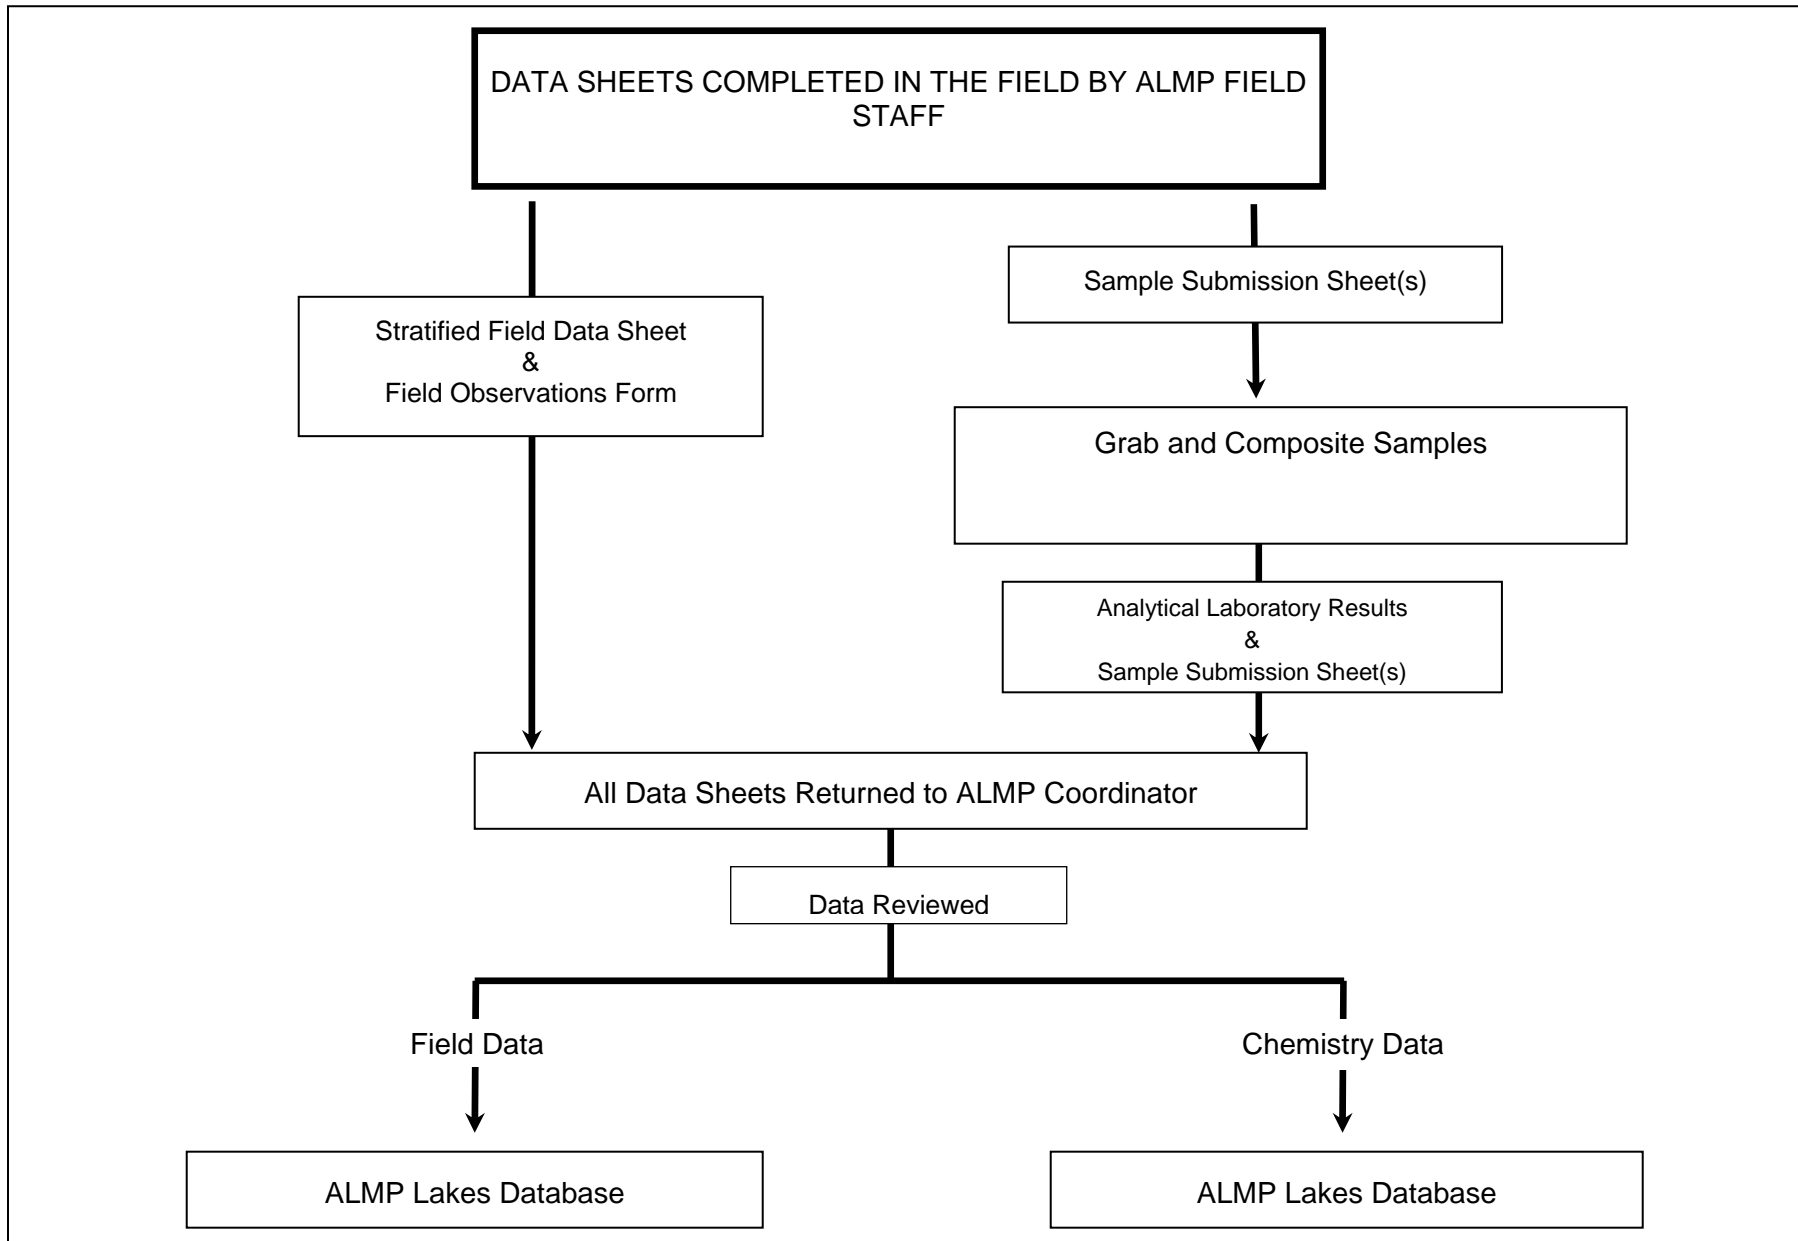 DATA SHEETS COMPLETED IN THE FIELD BY ALMP FIELD
STAFF
Sample Submission Sheet(s)
Stratified Field Data Sheet
&
Field Observations Form
Grab and Composite Samples
Analytical Laboratory Results
&
Sample Submission Sheet(s)
All Data Sheets Returned to ALMP Coordinator
Data Reviewed
Field Data
Chemistry Data
ALMP Lakes Database
ALMP Lakes Database